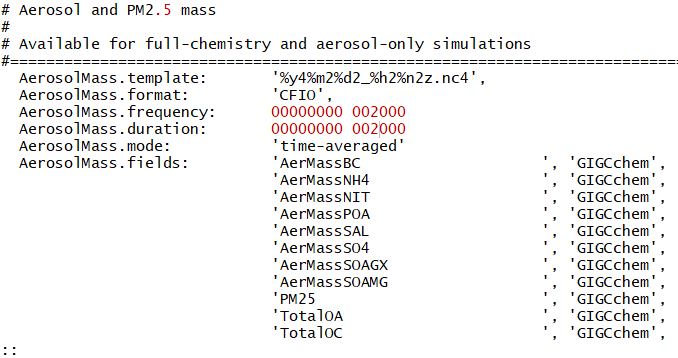 # Aerosol and PM2.5 mass
#
# Available for full-chemistry and aerosol-only simulations
#==========================================================================
  AerosolMass.template:       '%y4%m2%d2_%h2%n2z.nc4',
  AerosolMass.format:         'CFIO',
  AerosolMass.frequency:      00000000 002000
  AerosolMass.duration:       00000000 002000
  AerosolMass.mode:           'time-averaged'
  AerosolMass.fields:         'AerMassBC           ', 'GIGCchem',
                              'AerMassNH4          ', 'GIGCchem',
                              'AerMassNIT          ', 'GIGCchem',
                              'AerMassPOA          ', 'GIGCchem',
                              'AerMassSAL          ', 'GIGCchem',
                              'AerMassSO4          ', 'GIGCchem',
                              'AerMassSOAGX        ', 'GIGCchem',
                              'AerMassSOAMG        ', 'GIGCchem',
                              'PM25                ', 'GIGCchem',
                              'TotalOA             ', 'GIGCchem',
                              'TotalOC             ', 'GIGCchem',
::